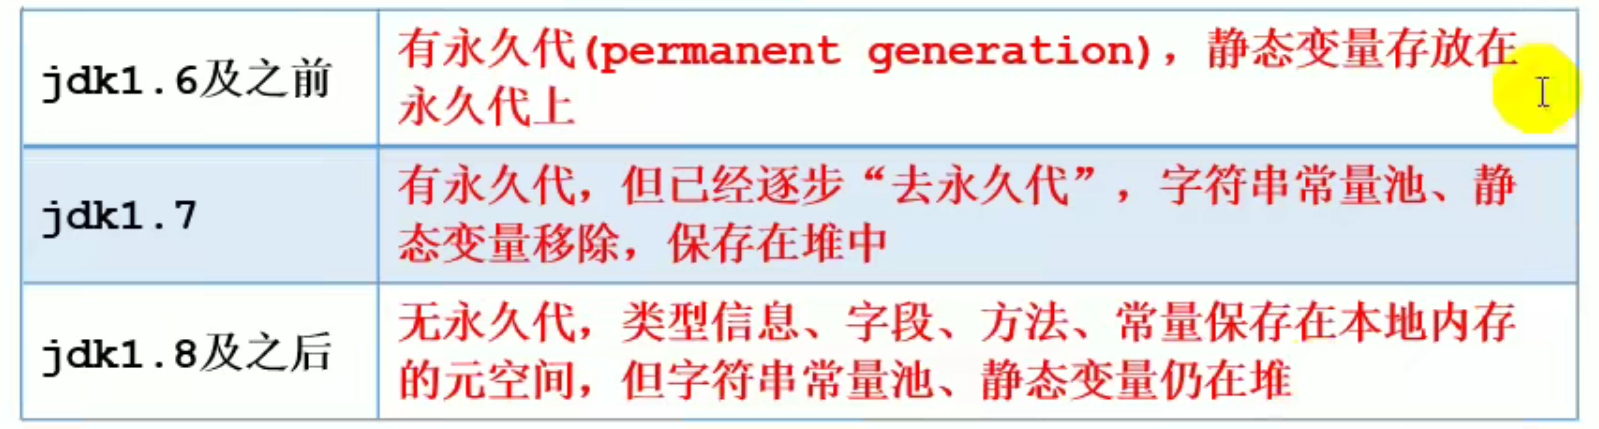 jdk1.6及之前
有永久代(permanent generation)，静态变量存放在
永久代上
jdk1.7
有永久代，但已经逐步“去永久代”，字符串常量池、静
态变量移除，保存在堆中
jdk1.8及之后
无永久代，类型信息、字段、方法、常量保存在本地内存
的元空间，但字符串常量池、静态变量仍在堆